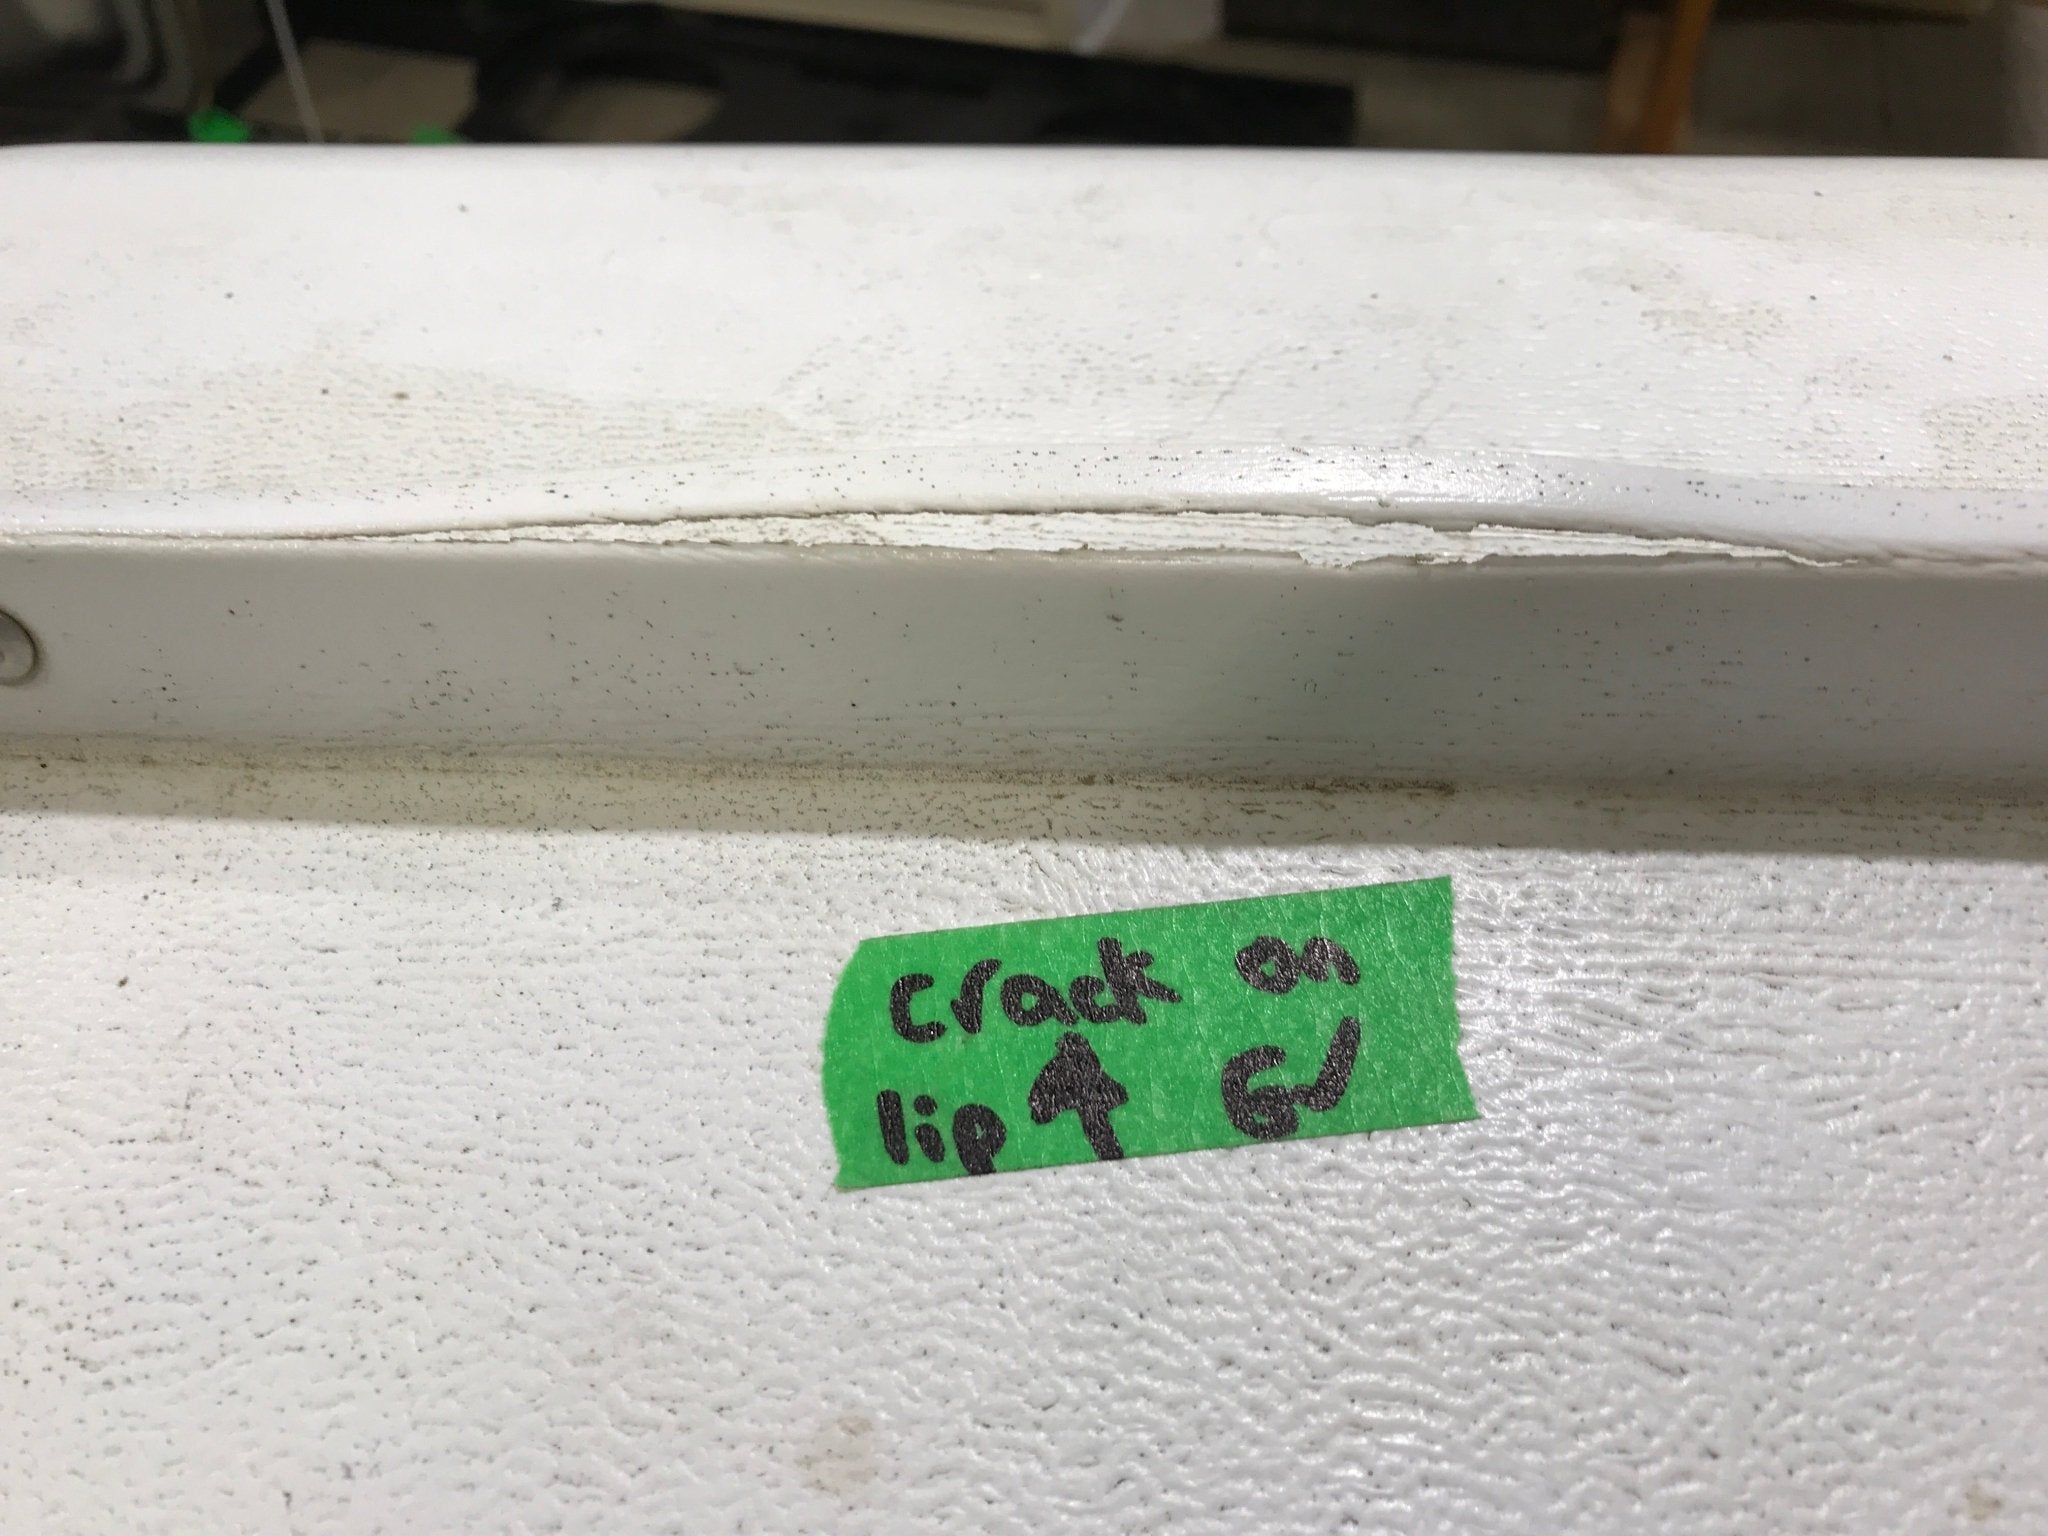 crack on
lip ↑